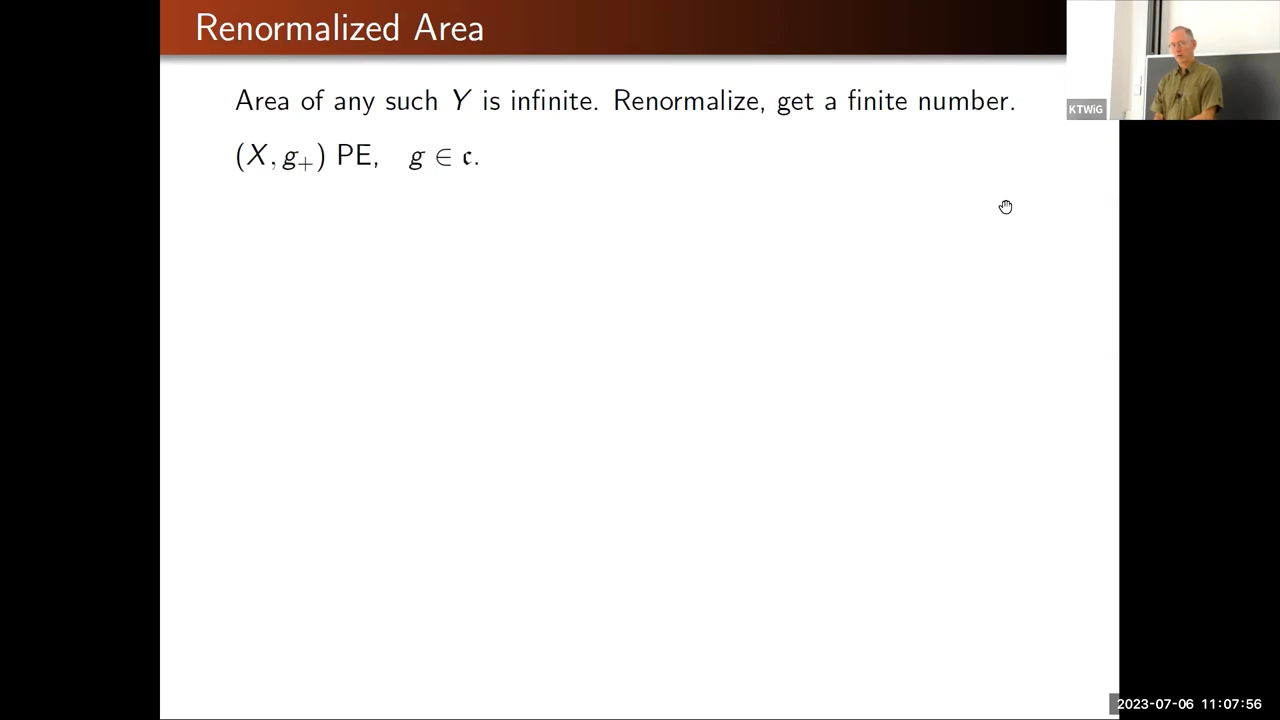 Renormalized Area
Area of any such Y is infinite. Renormalize, get a finite number.
(X, g₊) PE, g ∈ 𝔠.
KTWiG
2023-07-06 11:07:56